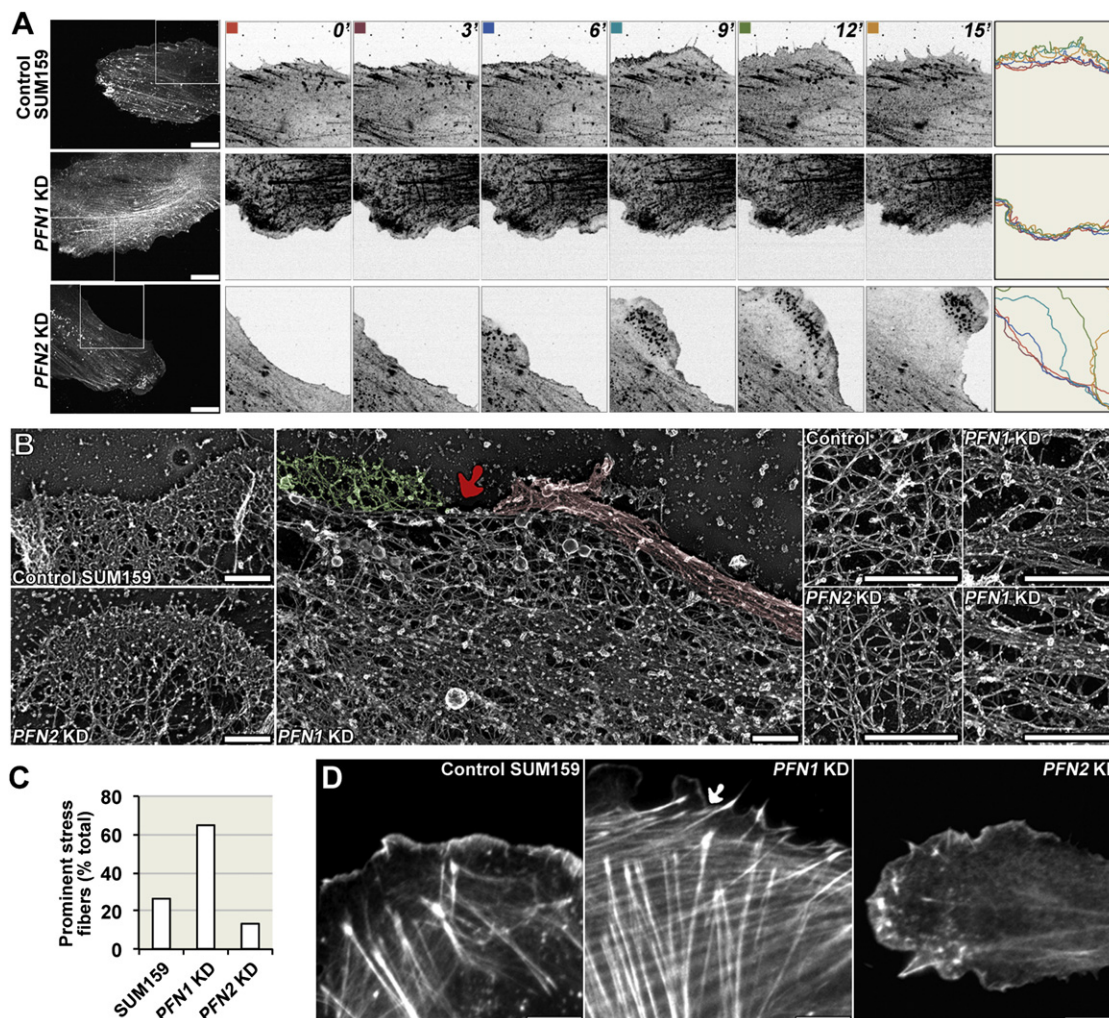 A
Control
SUM159
0’
3’
6’
9’
12’
15’
PFN1 KD
PFN2 KD
B
Control SUM159
PFN2 KD
PFN1 KD
Control
PFN1 KD
PFN2 KD
PFN1 KD
C
Prominent stress
fibers (% total)
80
60
40
20
0
SUM159
PFN1 KD
PFN2 KD
D
Control SUM159
PFN1 KD
PFN2 KD